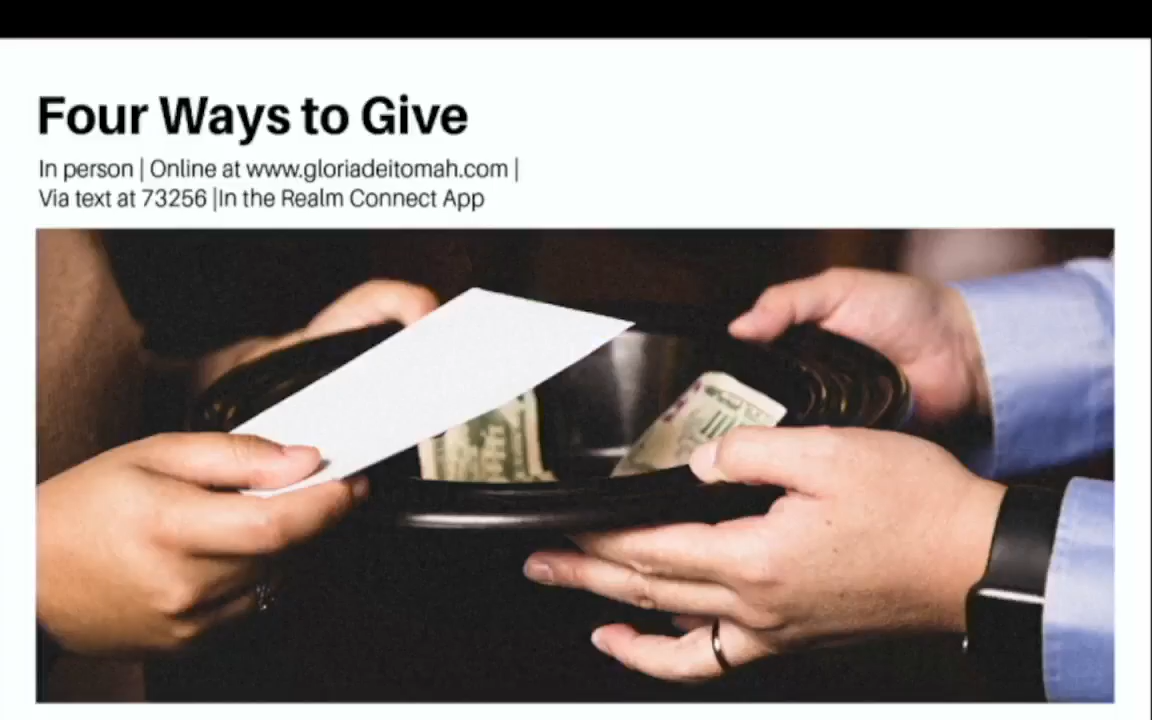 Four Ways to Give
In person | Online at www.gloriadeitomah.com |
Via text at 73256 |In the Realm Connect App